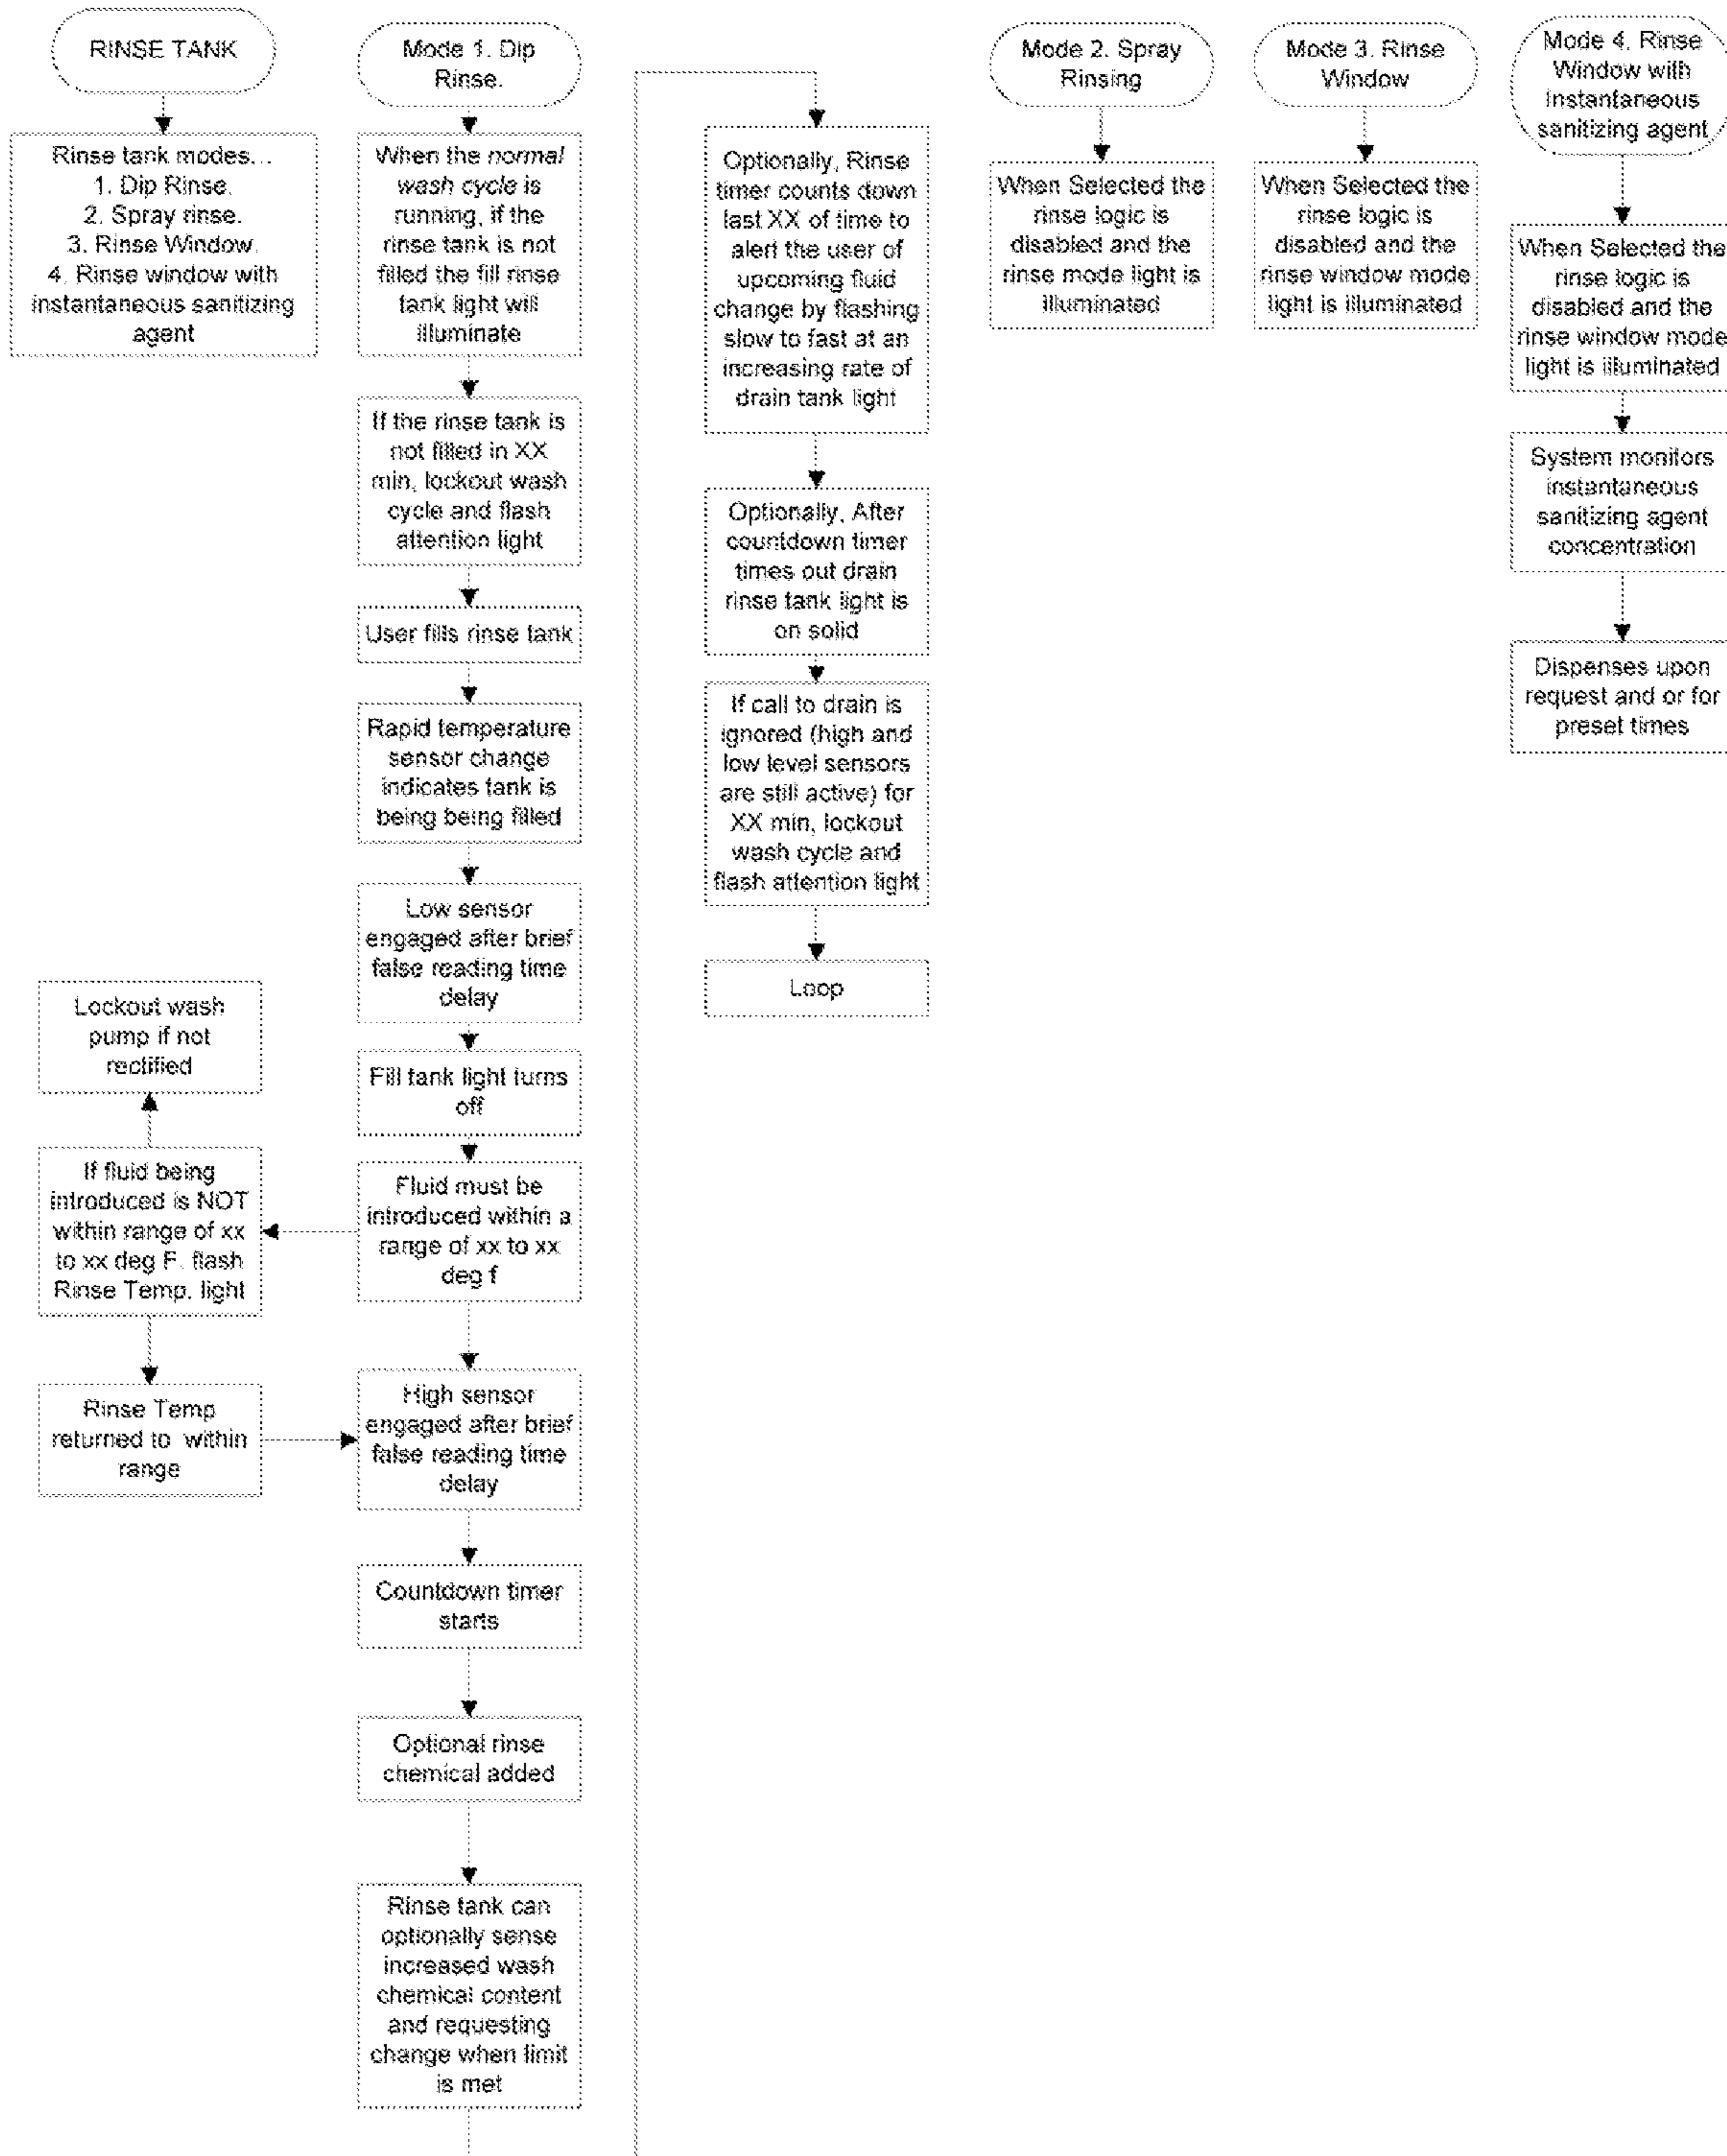 RINSE TANK
Rinse tank modes...
1. Dip Rinse.
2. Spray rinse.
3. Rinse Window.
4. Rinse window with
instantaneous sanitizing
agent
Mode 1. Dip
Rinse.
When the normal
wash cycle is
running, if the
rinse tank is not
filled the fill rinse
tank light will
illuminate
If the rinse tank is
not filled in XX
min, lockout wash
cycle and flash
attention light
User fills rinse tank
Rapid temperature
sensor change
indicates tank is
being being filled
Low sensor
engaged after brief
false reading time
delay
Fill tank light turns
off
Fluid must be
introduced within a
range of xx to xx
deg f
If fluid being
introduced is NOT
within range of xx
to xx deg F. flash
Rinse Temp. light
Lockout wash
pump if not
rectified
Rinse Temp
returned to within
range
High sensor
engaged after brief
false reading time
delay
Countdown timer
starts
Optional rinse
chemical added
Rinse tank can
optionally sense
increased wash
chemical content
and requesting
change when limit
is met
Optionally, Rinse
timer counts down
last XX of time to
alert the user of
upcoming fluid
change by flashing
slow to fast at an
increasing rate of
drain tank light
Optionally, After
countdown timer
times out drain
rinse tank light is
on solid
If call to drain is
ignored (high and
low level sensors
are still active) for
XX min, lockout
wash cycle and
flash attention light
Loop
Mode 2. Spray
Rinsing
When Selected the
rinse logic is
disabled and the
rinse mode light is
illuminated
Mode 3. Rinse
Window
When Selected the
rinse logic is
disabled and the
rinse window mode
light is illuminated
Mode 4. Rinse
Window with
Instantaneous
sanitizing agent
When Selected the
rinse logic is
disabled and the
rinse window mode
light is illuminated
System monitors
instantaneous
sanitizing agent
concentration
Dispenses upon
request and or for
preset times